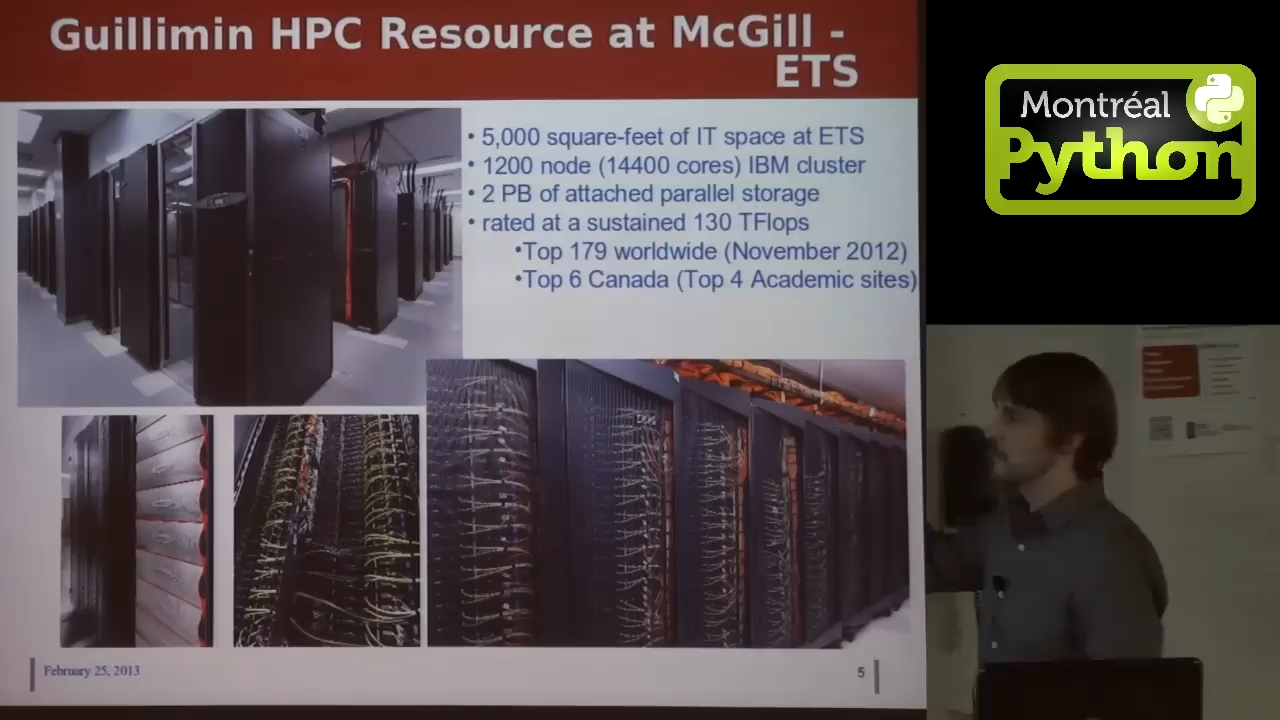 Guillimin HPC Resource at McGill -
ETS
• 5,000 square-feet of IT space at ETS
• 1200 node (14400 cores) IBM cluster
• 2 PB of attached parallel storage
• rated at a sustained 130 TFlops
•Top 179 worldwide (November 2012)
•Top 6 Canada (Top 4 Academic sites)
February 25, 2013
5
Montréal
Python